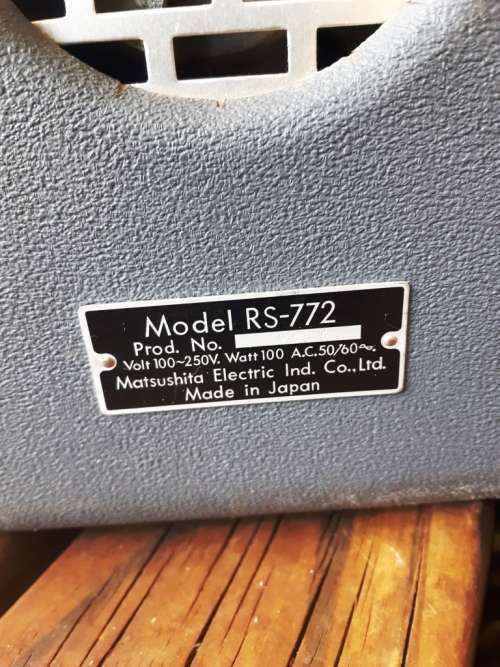 Model RS-772
Prod. No.
Volt 100~250V. Watt 100 A.C. 50/60~.
Matsushita Electric Ind. Co.,Ltd.
Made in Japan